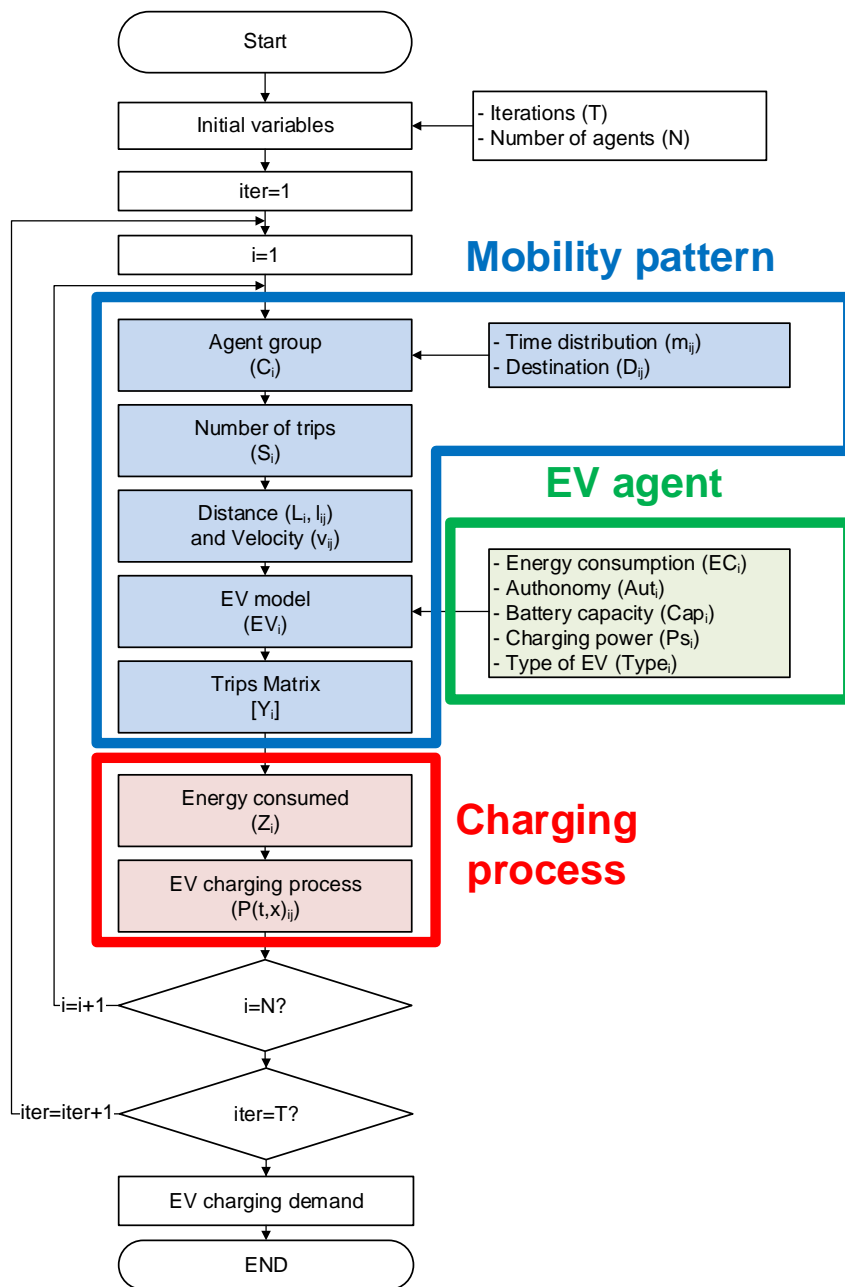 Start
Initial variables
- Iterations (T)
- Number of agents (N)
iter=1
i=1
Mobility pattern
Agent group
(Cᵢ)
- Time distribution (mᵢⱼ)
- Destination (Dᵢⱼ)
Number of trips
(Sᵢ)
EV agent
Distance (Lᵢ, lᵢⱼ)
and Velocity (vᵢⱼ)
EV model
(EVᵢ)
- Energy consumption (ECᵢ)
- Authonomy (Autᵢ)
- Battery capacity (Capᵢ)
- Charging power (Psᵢ)
- Type of EV (Typeᵢ)
Trips Matrix
[Yᵢ]
Energy consumed
(Zᵢ)
Charging
process
EV charging process
(P(t,x)ᵢⱼ)
i=i+1
i=N?
iter=iter+1
iter=T?
EV charging demand
END